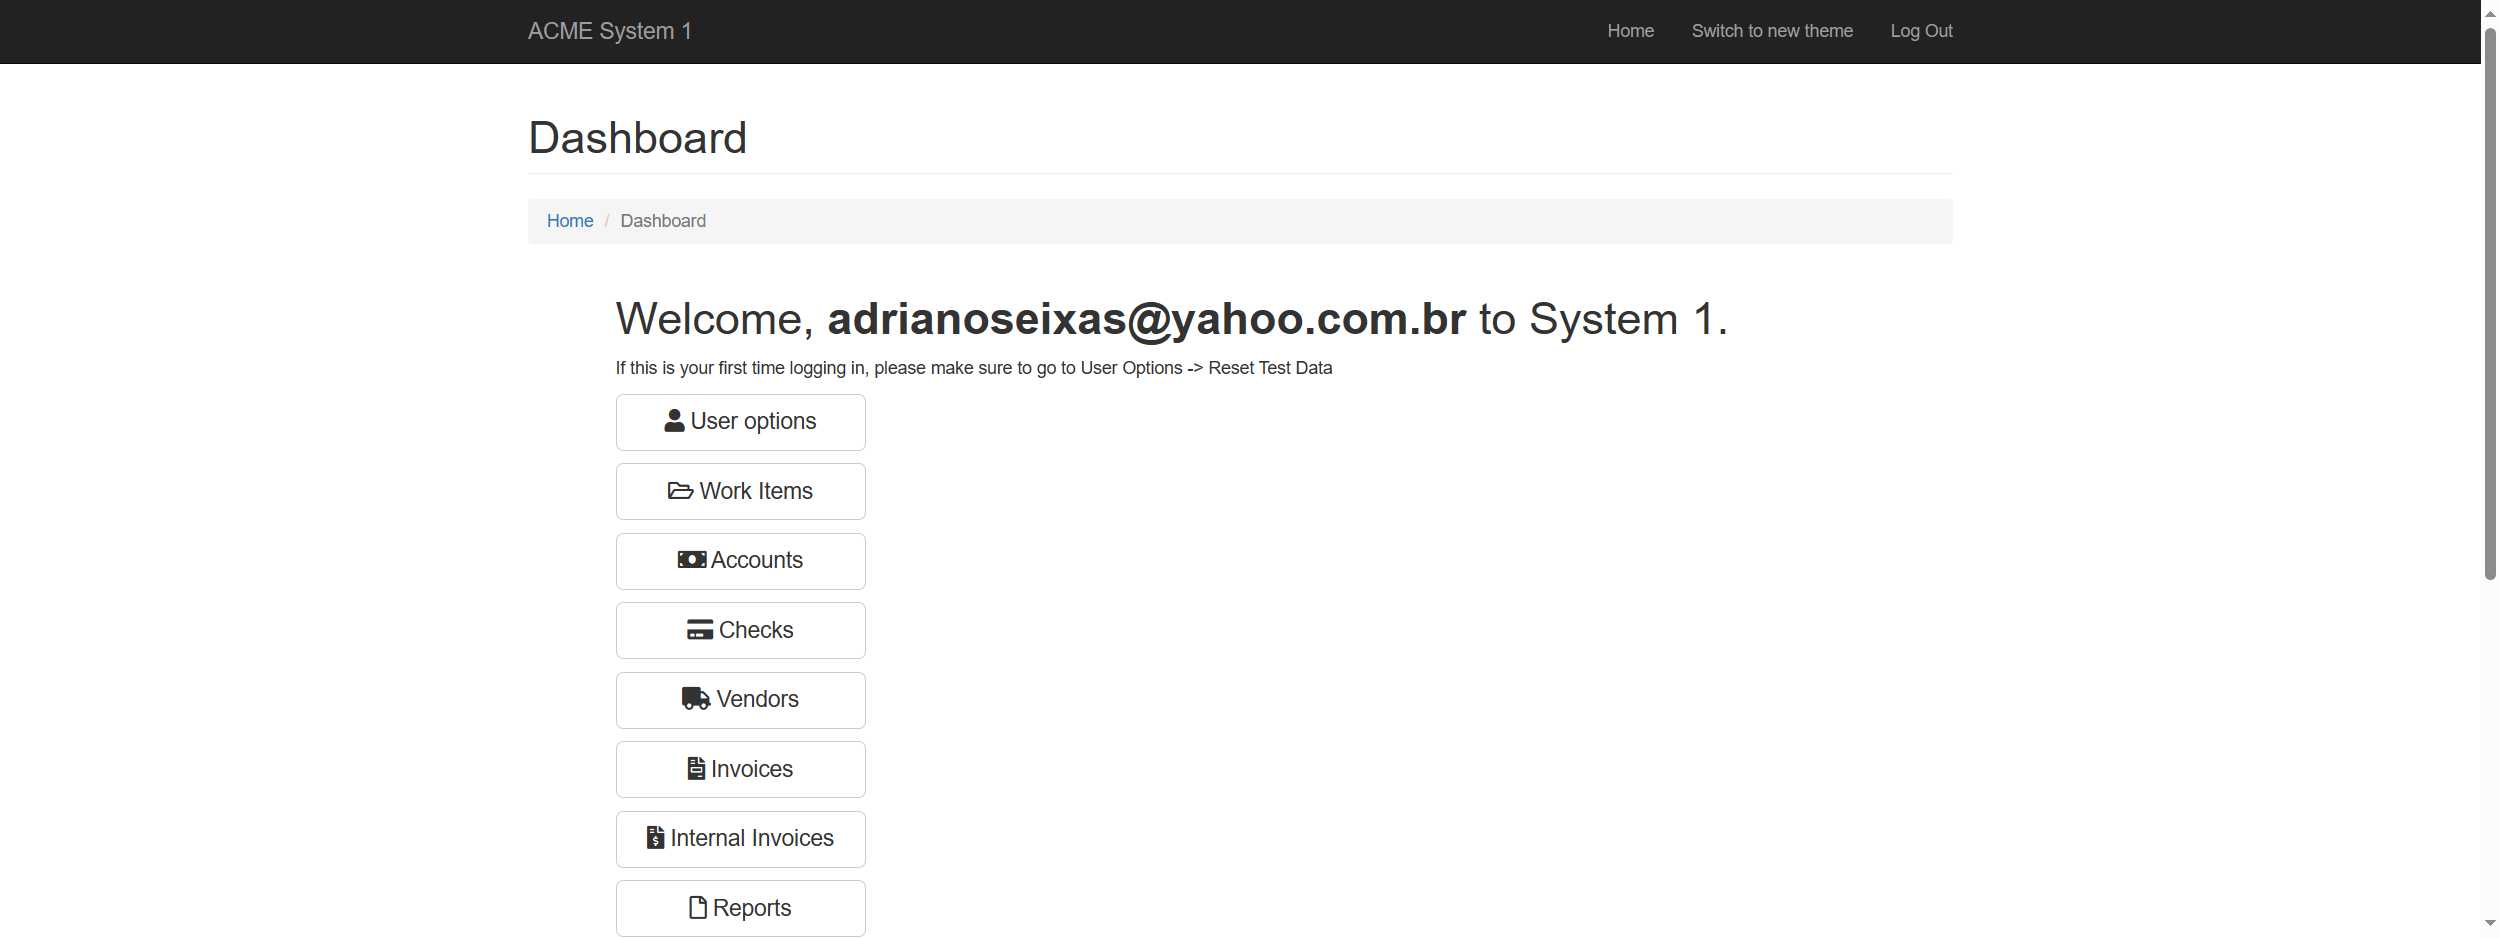 ACME System 1
Home
Switch to new theme
Log Out
Dashboard
Home / Dashboard
Welcome, adrianoseixas@yahoo.com.br to System 1.
If this is your first time logging in, please make sure to go to User Options -> Reset Test Data
User options
Work Items
Accounts
Checks
Vendors
Invoices
Internal Invoices
Reports